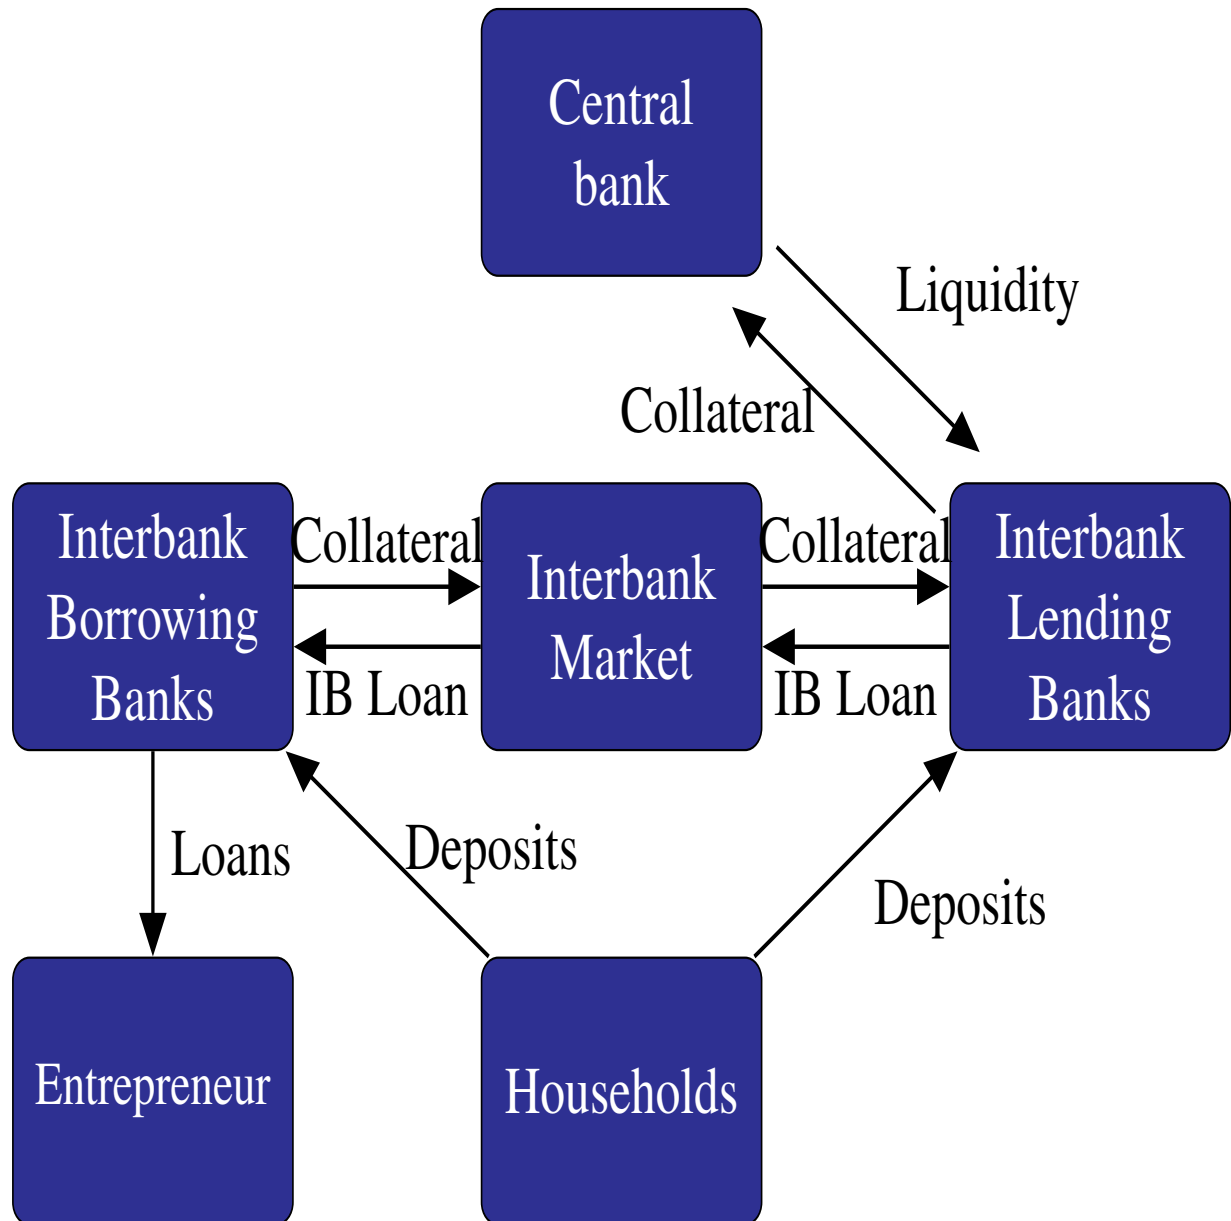 Central
bank
Liquidity
Collateral
Interbank
Borrowing
Banks
Collateral
IB Loan
Interbank
Market
Collateral
IB Loan
Interbank
Lending
Banks
Loans
Deposits
Deposits
Entrepreneur
Households